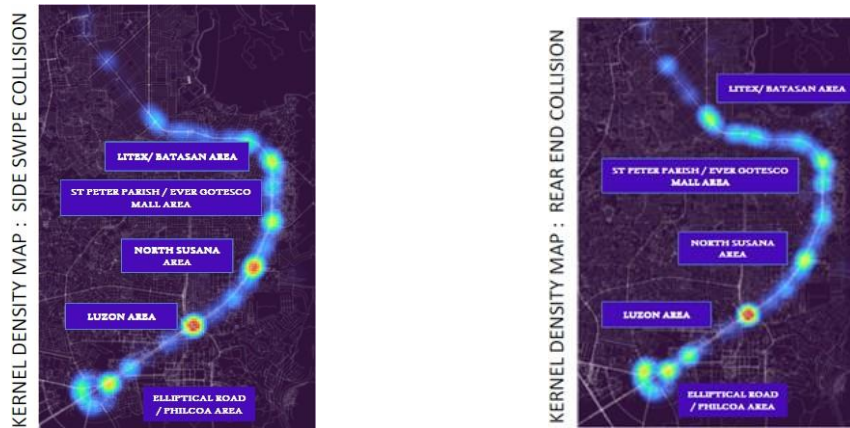 KERNEL DENSITY MAP : SIDE SWIPE COLLISION
LITEX/ BATASAN AREA
ST PETER PARISH / EVER GOTESCO
MALL AREA
NORTH SUSANA
AREA
LUZON AREA
ELLIPTICAL ROAD
/ PHILCOA AREA
KERNEL DENSITY MAP : REAR END COLLISION
LITEX/ BATASAN AREA
ST PETER PARISH / EVER GOTESCO
MALL AREA
NORTH SUSANA
AREA
LUZON AREA
ELLIPTICAL ROAD
/ PHILCOA AREA